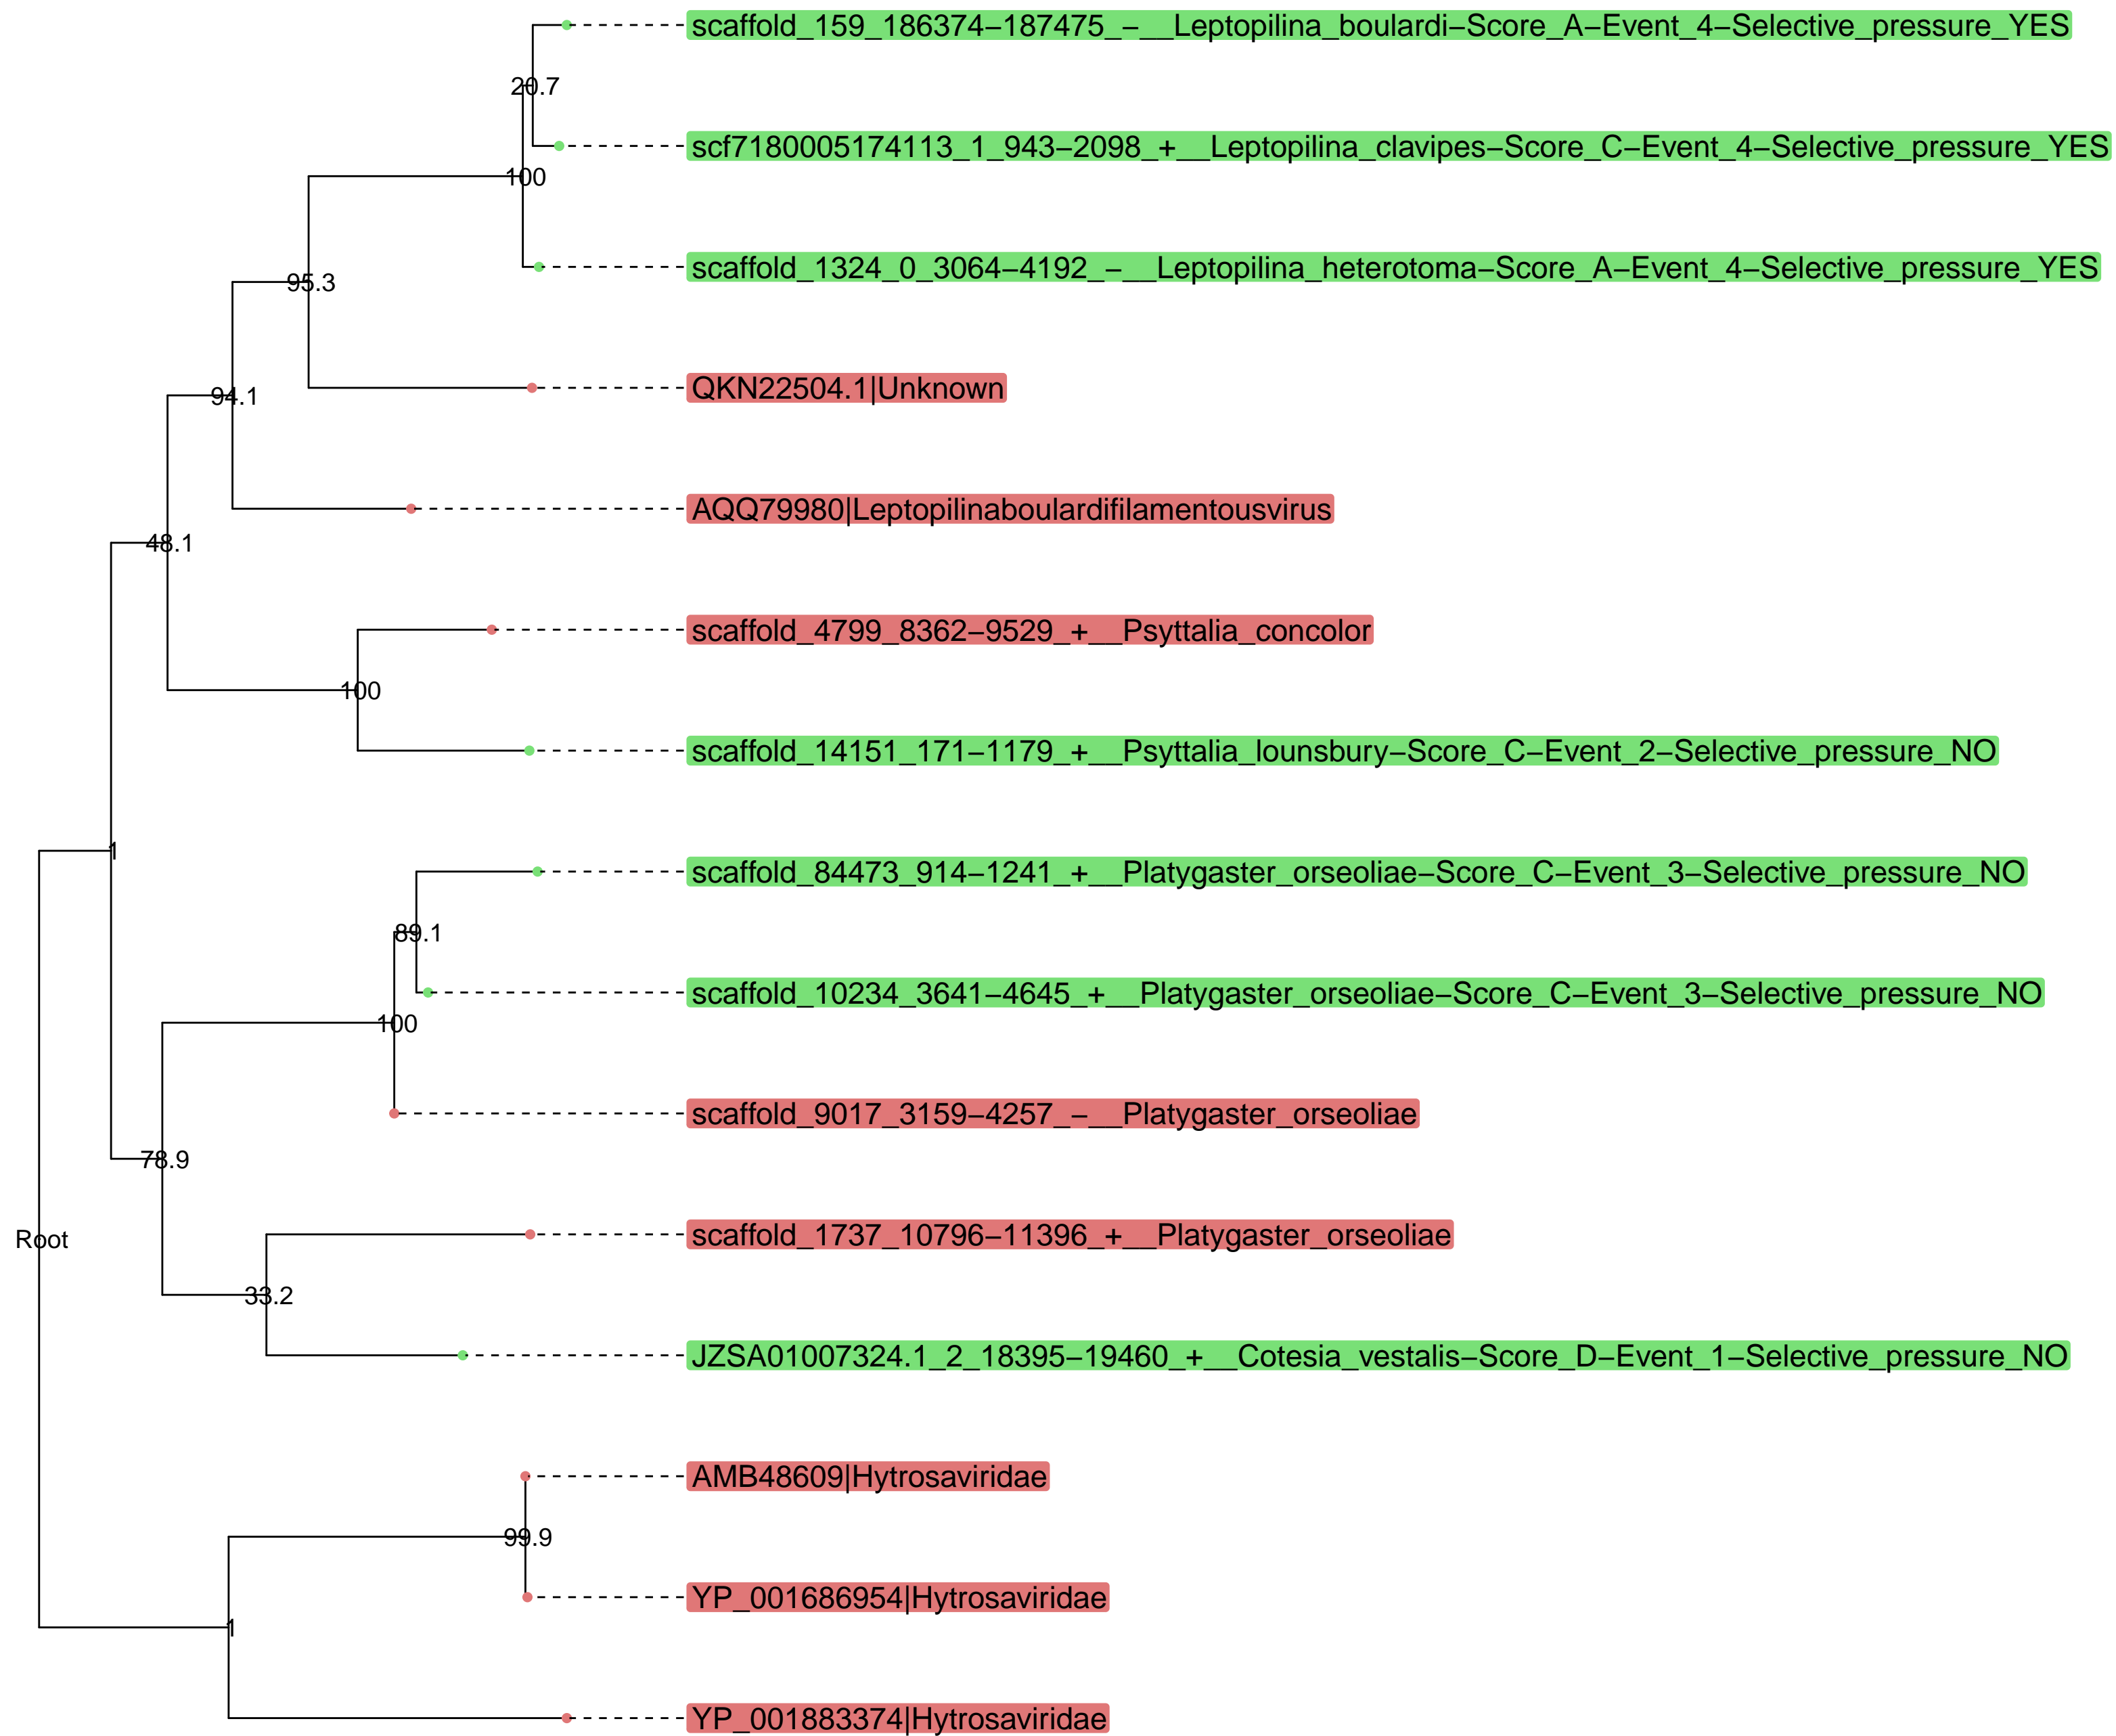 scaffold_159_186374−187475_−__Leptopilina_boulardi−Score_A−Event_4−Selective_pressure_YES
20.7
scf7180005174113_1_943−2098_+__Leptopilina_clavipes−Score_C−Event_4−Selective_pressure_YES
100
scaffold_1324_0_3064−4192_−__Leptopilina_heterotoma−Score_A−Event_4−Selective_pressure_YES
95.3
QKN22504.1|Unknown
94.1
AQQ79980|Leptopilinaboulardifilamentousvirus
48.1
scaffold_4799_8362−9529_+__Psyttalia_concolor
100
scaffold_14151_171−1179_+__Psyttalia_lounsbury−Score_C−Event_2−Selective_pressure_NO
1
scaffold_84473_914−1241_+__Platygaster_orseoliae−Score_C−Event_3−Selective_pressure_NO
89.1
scaffold_10234_3641−4645_+__Platygaster_orseoliae−Score_C−Event_3−Selective_pressure_NO
100
scaffold_9017_3159−4257_−__Platygaster_orseoliae
78.9
scaffold_1737_10796−11396_+__Platygaster_orseoliae
Root
33.2
JZSA01007324.1_2_18395−19460_+__Cotesia_vestalis−Score_D−Event_1−Selective_pressure_NO
AMB48609|Hytrosaviridae
99.9
YP_001686954|Hytrosaviridae
1
YP_001883374|Hytrosaviridae